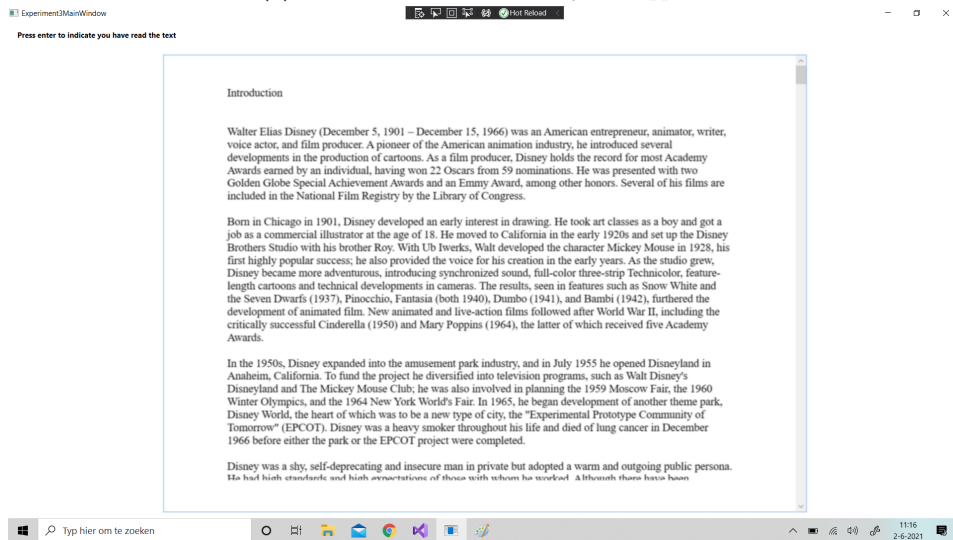 Experiment3MainWindow
Hot Reload
Press enter to indicate you have read the text
Introduction
Walter Elias Disney (December 5, 1901 – December 15, 1966) was an American entrepreneur, animator, writer,
voice actor, and film producer. A pioneer of the American animation industry, he introduced several
developments in the production of cartoons. As a film producer, Disney holds the record for most Academy
Awards earned by an individual, having won 22 Oscars from 59 nominations. He was presented with two
Golden Globe Special Achievement Awards and an Emmy Award, among other honors. Several of his films are
included in the National Film Registry by the Library of Congress.
Born in Chicago in 1901, Disney developed an early interest in drawing. He took art classes as a boy and got a
job as a commercial illustrator at the age of 18. He moved to California in the early 1920s and set up the Disney
Brothers Studio with his brother Roy. With Ub Iwerks, Walt developed the character Mickey Mouse in 1928, his
first highly popular success; he also provided the voice for his creation in the early years. As the studio grew,
Disney became more adventurous, introducing synchronized sound, full-color three-strip Technicolor, feature-
length cartoons and technical developments in cameras. The results, seen in features such as Snow White and
the Seven Dwarfs (1937), Pinocchio, Fantasia (both 1940), Dumbo (1941), and Bambi (1942), furthered the
development of animated film. New animated and live-action films followed after World War II, including the
critically successful Cinderella (1950) and Mary Poppins (1964), the latter of which received five Academy
Awards.
In the 1950s, Disney expanded into the amusement park industry, and in July 1955 he opened Disneyland in
Anaheim, California. To fund the project he diversified into television programs, such as Walt Disney's
Disneyland and The Mickey Mouse Club; he was also involved in planning the 1959 Moscow Fair, the 1960
Winter Olympics, and the 1964 New York World's Fair. In 1965, he began development of another theme park,
Disney World, the heart of which was to be a new type of city, the "Experimental Prototype Community of
Tomorrow" (EPCOT). Disney was a heavy smoker throughout his life and died of lung cancer in December
1966 before either the park or the EPCOT project were completed.
Disney was a shy, self-deprecating and insecure man in private but adopted a warm and outgoing public persona.
He had high standards and high expectations of those with whom he worked. Although there have been
Typ hier om te zoeken
11:16
2-6-2021